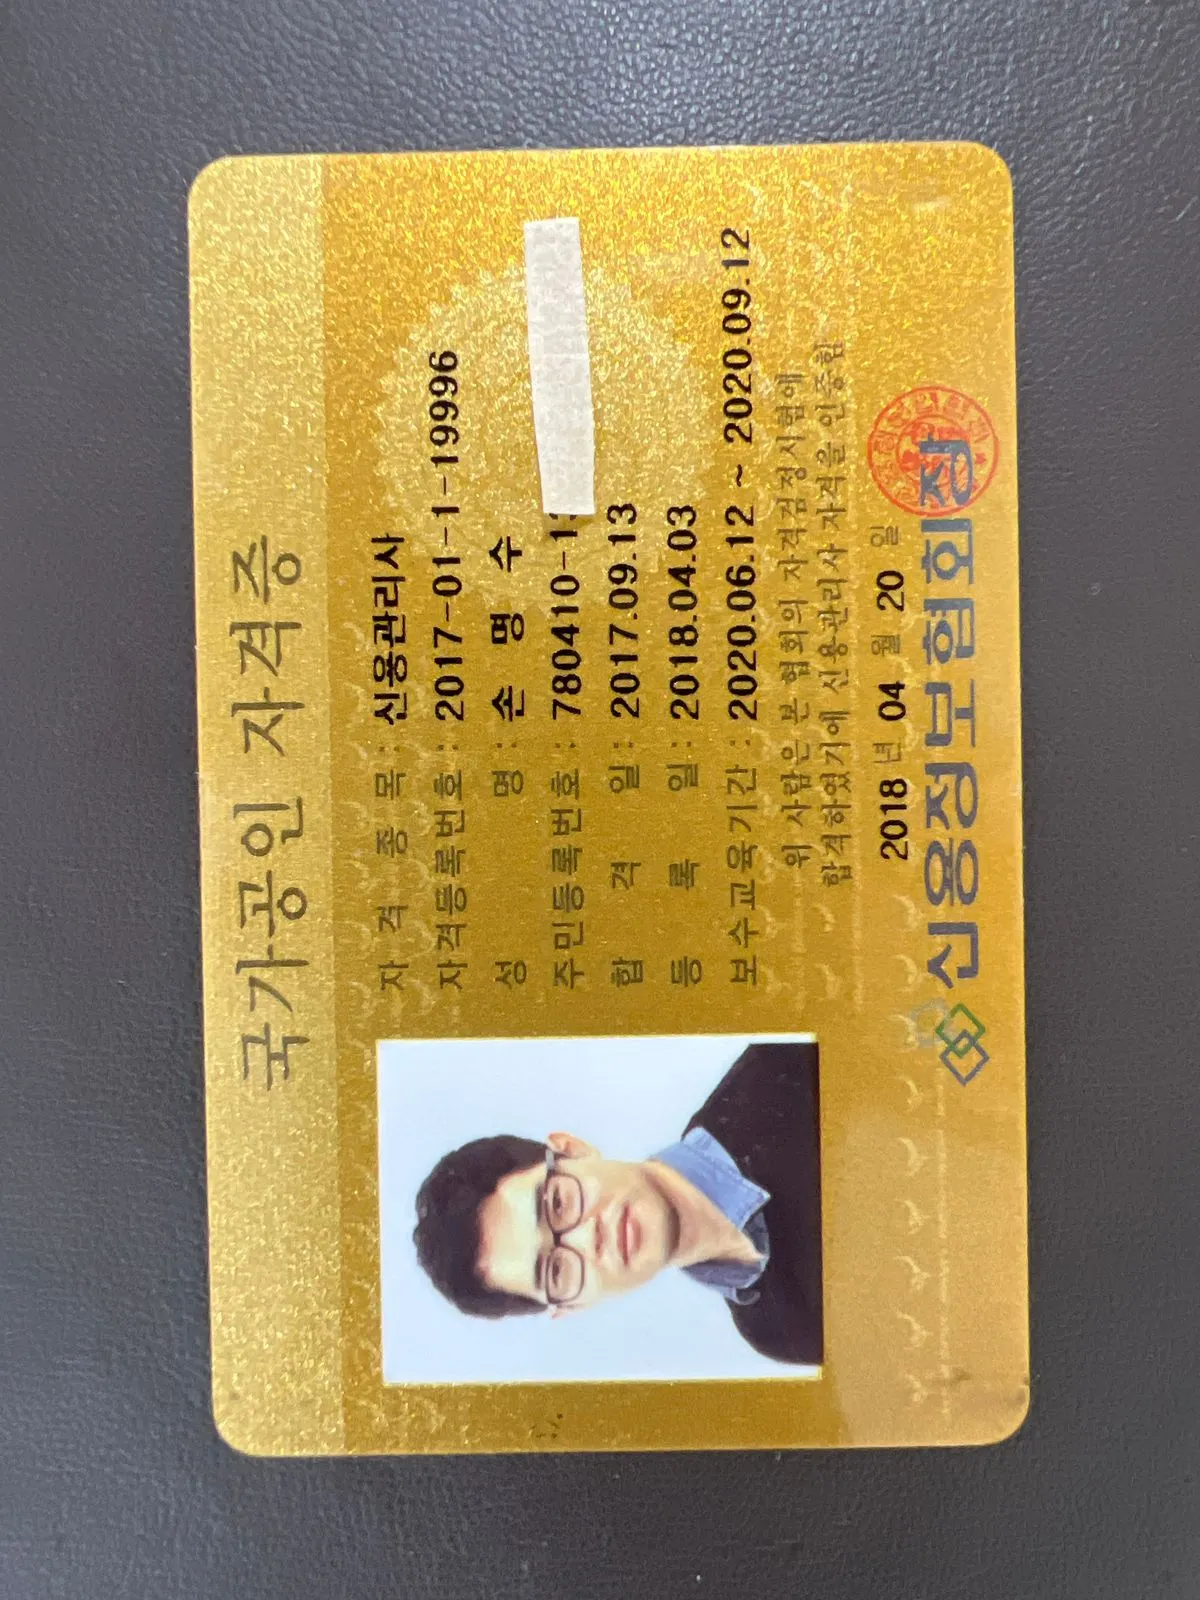 국가공인 자격증
자 격 종 목 : 신용관리사
자격등록번호 : 2017-01-1-19996
성 명 : 손 명 수
주민등록번호 : 780410-1
합 격 일 : 2017.09.13
등 록 일 : 2018.04.03
보수교육기간 : 2020.06.12 ~ 2020.09.12
위 사람은 본 협회의 자격검정시험에
합격하였기에 신용관리사 자격을 인증함
2018 년 04 월 20 일
신용정보협회장